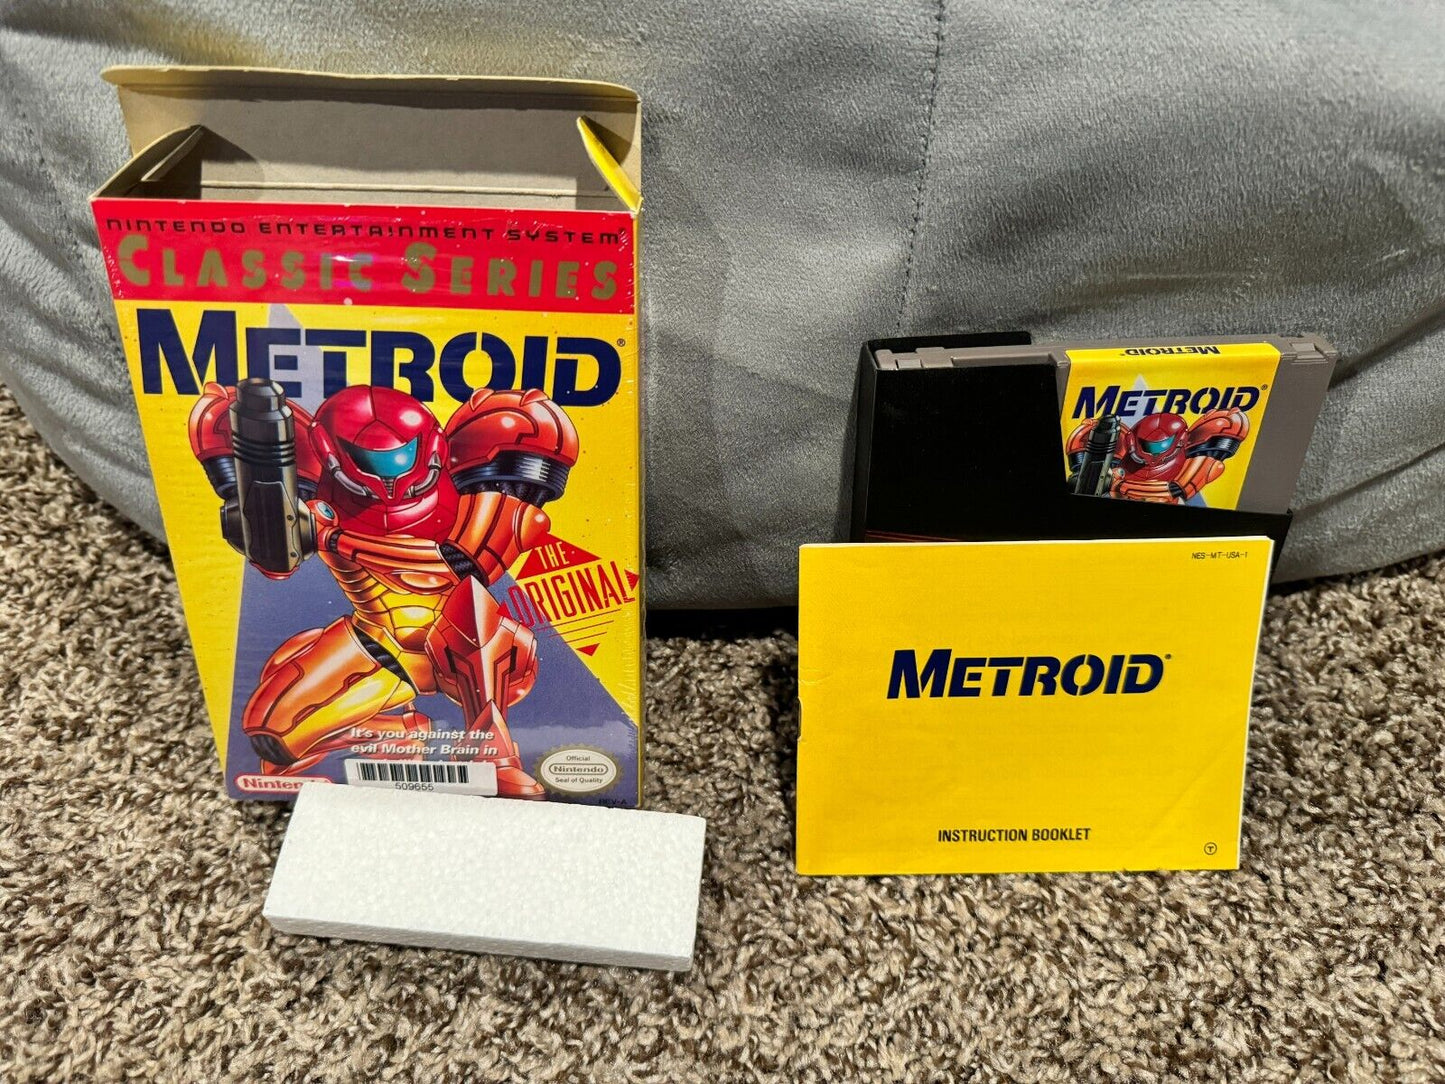 NINTENDO ENTERTAINMENT SYSTEM®
CLASSIC SERIES
METROID®
THE
ORIGINAL
It's you against the
evil Mother Brain in
509655
Official
Nintendo
Seal of Quality
REV-A
METROID®
METROID®
NES-MT-USA-1
METROID®
INSTRUCTION BOOKLET
T